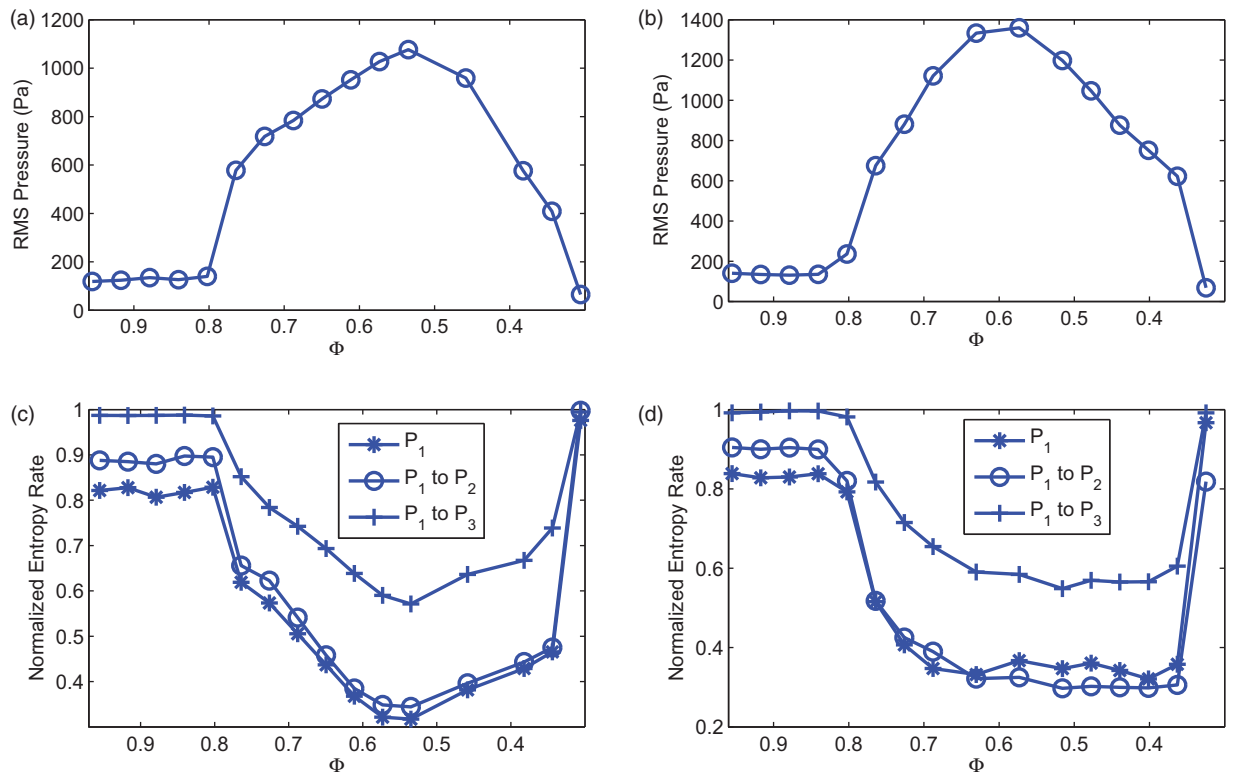 (a)
1200
1000
800
600
400
200
0
RMS Pressure (Pa)
0.9 0.8 0.7 0.6 0.5 0.4
Φ
(b)
1400
1200
1000
800
600
400
200
0
RMS Pressure (Pa)
0.9 0.8 0.7 0.6 0.5 0.4
Φ
(c)
1
0.9
0.8
0.7
0.6
0.5
0.4
Normalized Entropy Rate
P1
P1 to P2
P1 to P3
0.9 0.8 0.7 0.6 0.5 0.4
Φ
(d)
1
0.8
0.6
0.4
0.2
Normalized Entropy Rate
P1
P1 to P2
P1 to P3
0.9 0.8 0.7 0.6 0.5 0.4
Φ